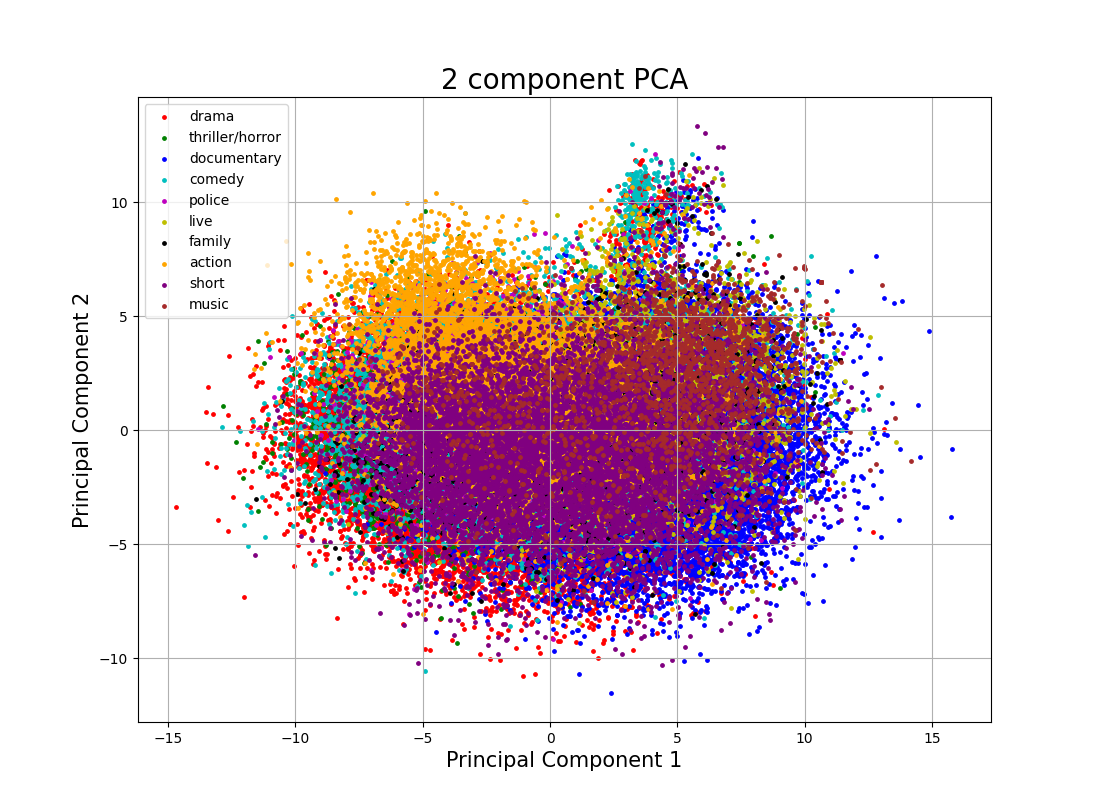 2 component PCA
drama
thriller/horror
documentary
comedy
police
live
family
action
short
music
10
5
0
−5
−10
Principal Component 2
−15 −10 −5 0 5 10 15
Principal Component 1